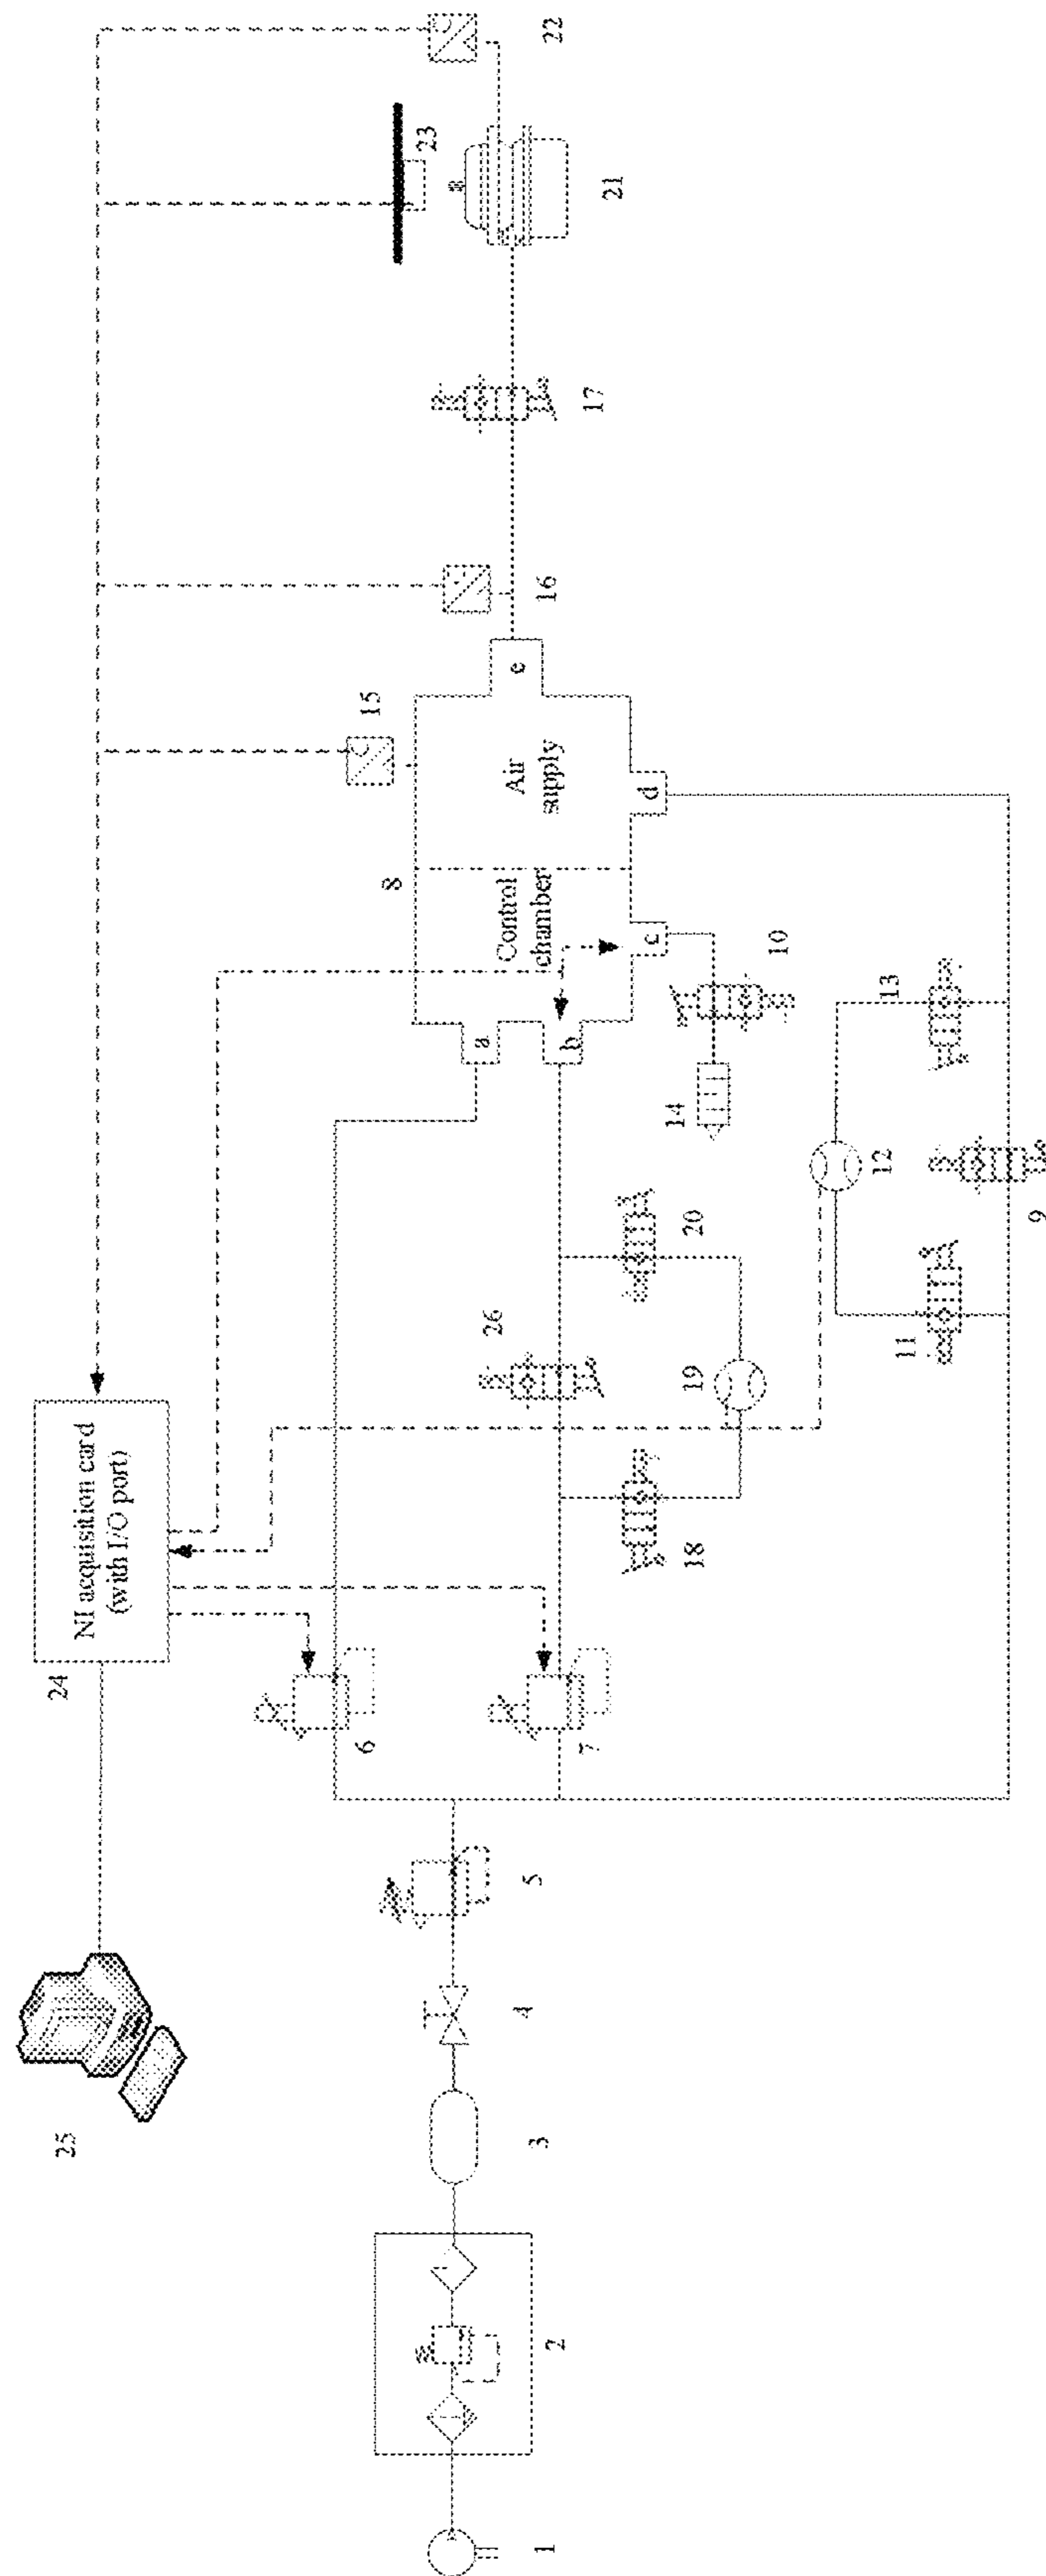 22
23
21
17
16
15
e
Air
supply
d
8
Control
chamber
c
10
a
b
14
13
12
20
9
26
19
11
18
NI acquisition card
(with I/O port)
24
6
7
5
4
25
3
2
1